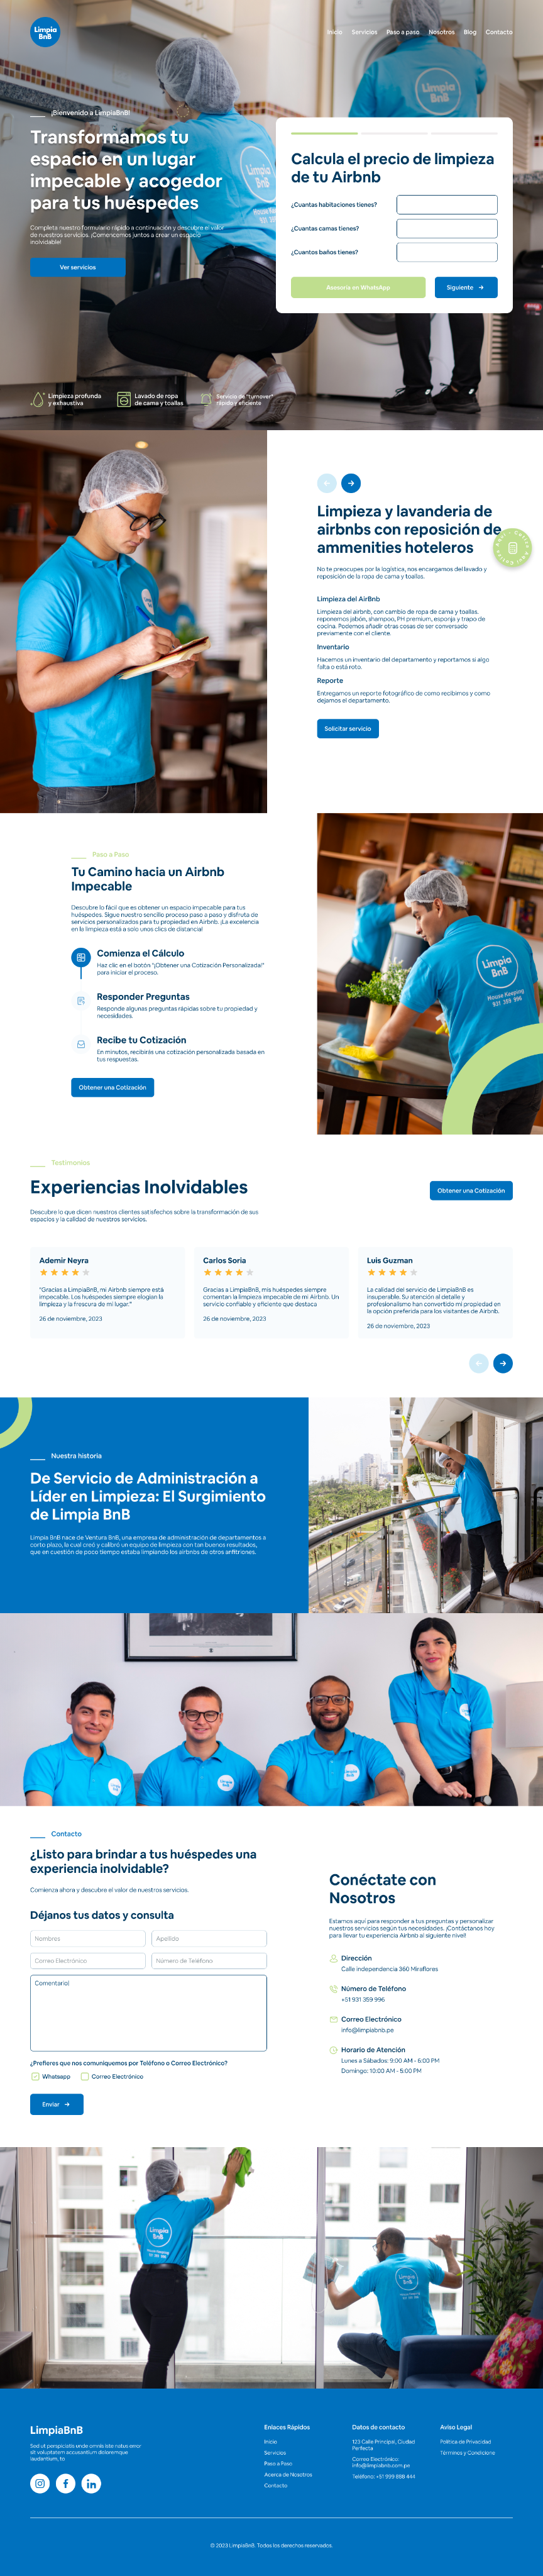 Limpia
BnB
Inicio Servicios Paso a paso Nosotros Blog Contacto
¡Bienvenido a LimpiaBnB!
Transformamos tu
espacio en un lugar
impecable y acogedor
para tus huéspedes
Completa nuestro formulario rápido a continuación y descubre el valor
de nuestros servicios. ¡Comencemos juntos a crear un espacio
inolvidable!
Ver servicios
Calcula el precio de limpieza
de tu Airbnb
¿Cuantas habitaciones tienes?
¿Cuantas camas tienes?
¿Cuantos baños tienes?
Asesoría en WhatsApp
Siguiente
Limpieza profunda
y exhaustiva
Lavado de ropa
de cama y toallas
Servicio de "turnover"
rápido y eficiente
Limpieza y lavanderia de
airbnbs con reposición de
ammenities hoteleros
No te preocupes por la logística, nos encargamos del lavado y
reposición de la ropa de cama y toallas.
Limpieza del AirBnb
Limpieza del airbnb, con cambio de ropa de cama y toallas.
reponemos jabón, shampoo, PH premium, esponja y trapo de
cocina. Podemos añadir otras cosas de ser conversado
previamente con el cliente.
Inventario
Hacemos un inventario del departamento y reportamos si algo
falta o está roto.
Reporte
Entregamos un reporte fotográfico de como recibimos y como
dejamos el departamento.
Solicitar servicio
Paso a Paso
Tu Camino hacia un Airbnb
Impecable
Descubre lo fácil que es obtener un espacio impecable para tus
huéspedes. Sigue nuestro sencillo proceso paso a paso y disfruta de
servicios personalizados para tu propiedad en Airbnb. ¡La excelencia
en la limpieza está a solo unos clics de distancia!
Comienza el Cálculo
Haz clic en el botón "¡Obtener una Cotización Personalizada!"
para iniciar el proceso.
Responder Preguntas
Responde algunas preguntas rápidas sobre tu propiedad y
necesidades.
Recibe tu Cotización
En minutos, recibirás una cotización personalizada basada en
tus respuestas.
Obtener una Cotización
Limpia
BnB
House Keeping
931 359 996
Testimonios
Experiencias Inolvidables
Obtener una Cotización
Descubre lo que dicen nuestros clientes satisfechos sobre la transformación de sus
espacios y la calidad de nuestros servicios.
Ademir Neyra
"Gracias a LimpiaBnB, mi Airbnb siempre está
impecable. Los huéspedes siempre elogian la
limpieza y la frescura de mi lugar."
26 de noviembre, 2023
Carlos Soria
Gracias a LimpiaBnB, mis huéspedes siempre
comentan la limpieza impecable de mi Airbnb. Un
servicio confiable y eficiente que destaca
26 de noviembre, 2023
Luis Guzman
La calidad del servicio de LimpiaBnB es
insuperable. Su atención al detalle y
profesionalismo han convertido mi propiedad en
la opción preferida para los visitantes de Airbnb.
26 de noviembre, 2023
Nuestra historia
De Servicio de Administración a
Líder en Limpieza: El Surgimiento
de Limpia BnB
Limpia BnB nace de Ventura BnB, una empresa de administración de departamentos a
corto plazo, la cual creó y calibró un equipo de limpieza con tan buenos resultados,
que en cuestión de poco tiempo estaba limpiando los airbnbs de otros anfitriones.
Contacto
¿Listo para brindar a tus huéspedes una
experiencia inolvidable?
Comienza ahora y descubre el valor de nuestros servicios.
Déjanos tus datos y consulta
Nombres
Apellido
Correo Electrónico
Número de Teléfono
Comentario
¿Prefieres que nos comuniquemos por Teléfono o Correo Electrónico?
Whatsapp
Correo Electrónico
Enviar
Conéctate con
Nosotros
Estamos aquí para responder a tus preguntas y personalizar
nuestros servicios según tus necesidades. ¡Contáctanos hoy
para llevar tu experiencia Airbnb al siguiente nivel!
Dirección
Calle independencia 360 Miraflores
Número de Teléfono
+51 931 359 996
Correo Electrónico
info@limpiabnb.pe
Horario de Atención
Lunes a Sábados: 9:00 AM - 6:00 PM
Domingo: 10:00 AM - 5:00 PM
Limpia
BnB
LimpiaBnB
Sed ut perspiciatis unde omnis iste natus error
sit voluptatem accusantium doloremque
laudantium, to
Enlaces Rápidos
Inicio
Servicios
Paso a Paso
Acerca de Nosotros
Contacto
Datos de contacto
123 Calle Principal, Ciudad
Perfecta
Correo Electrónico:
info@limpiabnb.com.pe
Teléfono: +51 999 888 444
Aviso Legal
Política de Privacidad
Términos y Condicions
© 2023 LimpiaBnB. Todos los derechos reservados.